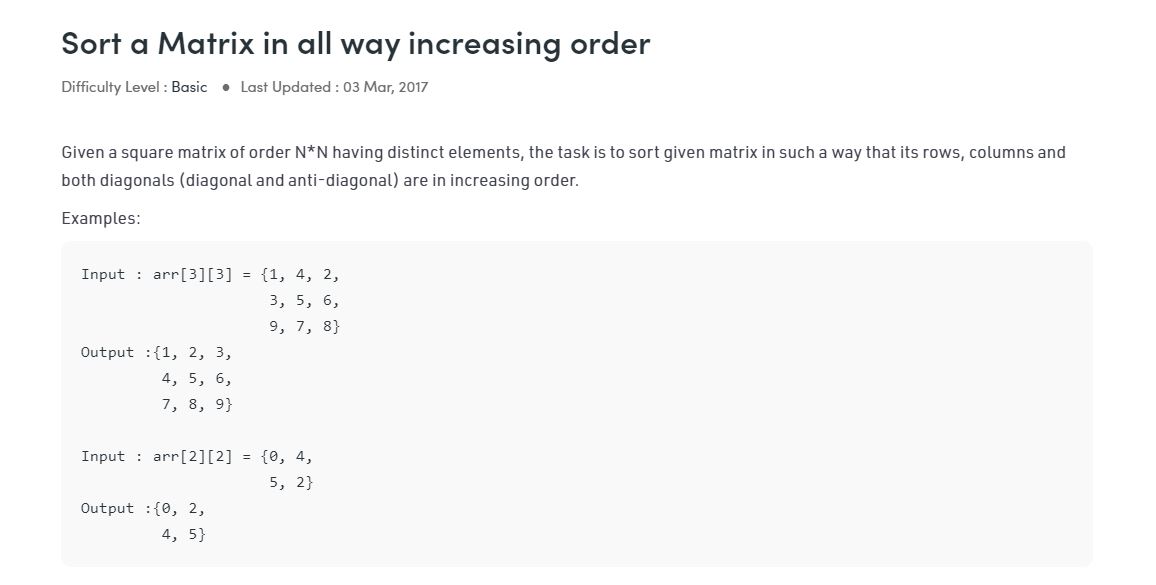 Sort a Matrix in all way increasing order
Difficulty Level : Basic ● Last Updated : 03 Mar, 2017
Given a square matrix of order N*N having distinct elements, the task is to sort given matrix in such a way that its rows, columns and
both diagonals (diagonal and anti-diagonal) are in increasing order.
Examples:
Input : arr[3][3] = {1, 4, 2,
3, 5, 6,
9, 7, 8}
Output :{1, 2, 3,
4, 5, 6,
7, 8, 9}
Input : arr[2][2] = {0, 4,
5, 2}
Output :{0, 2,
4, 5}